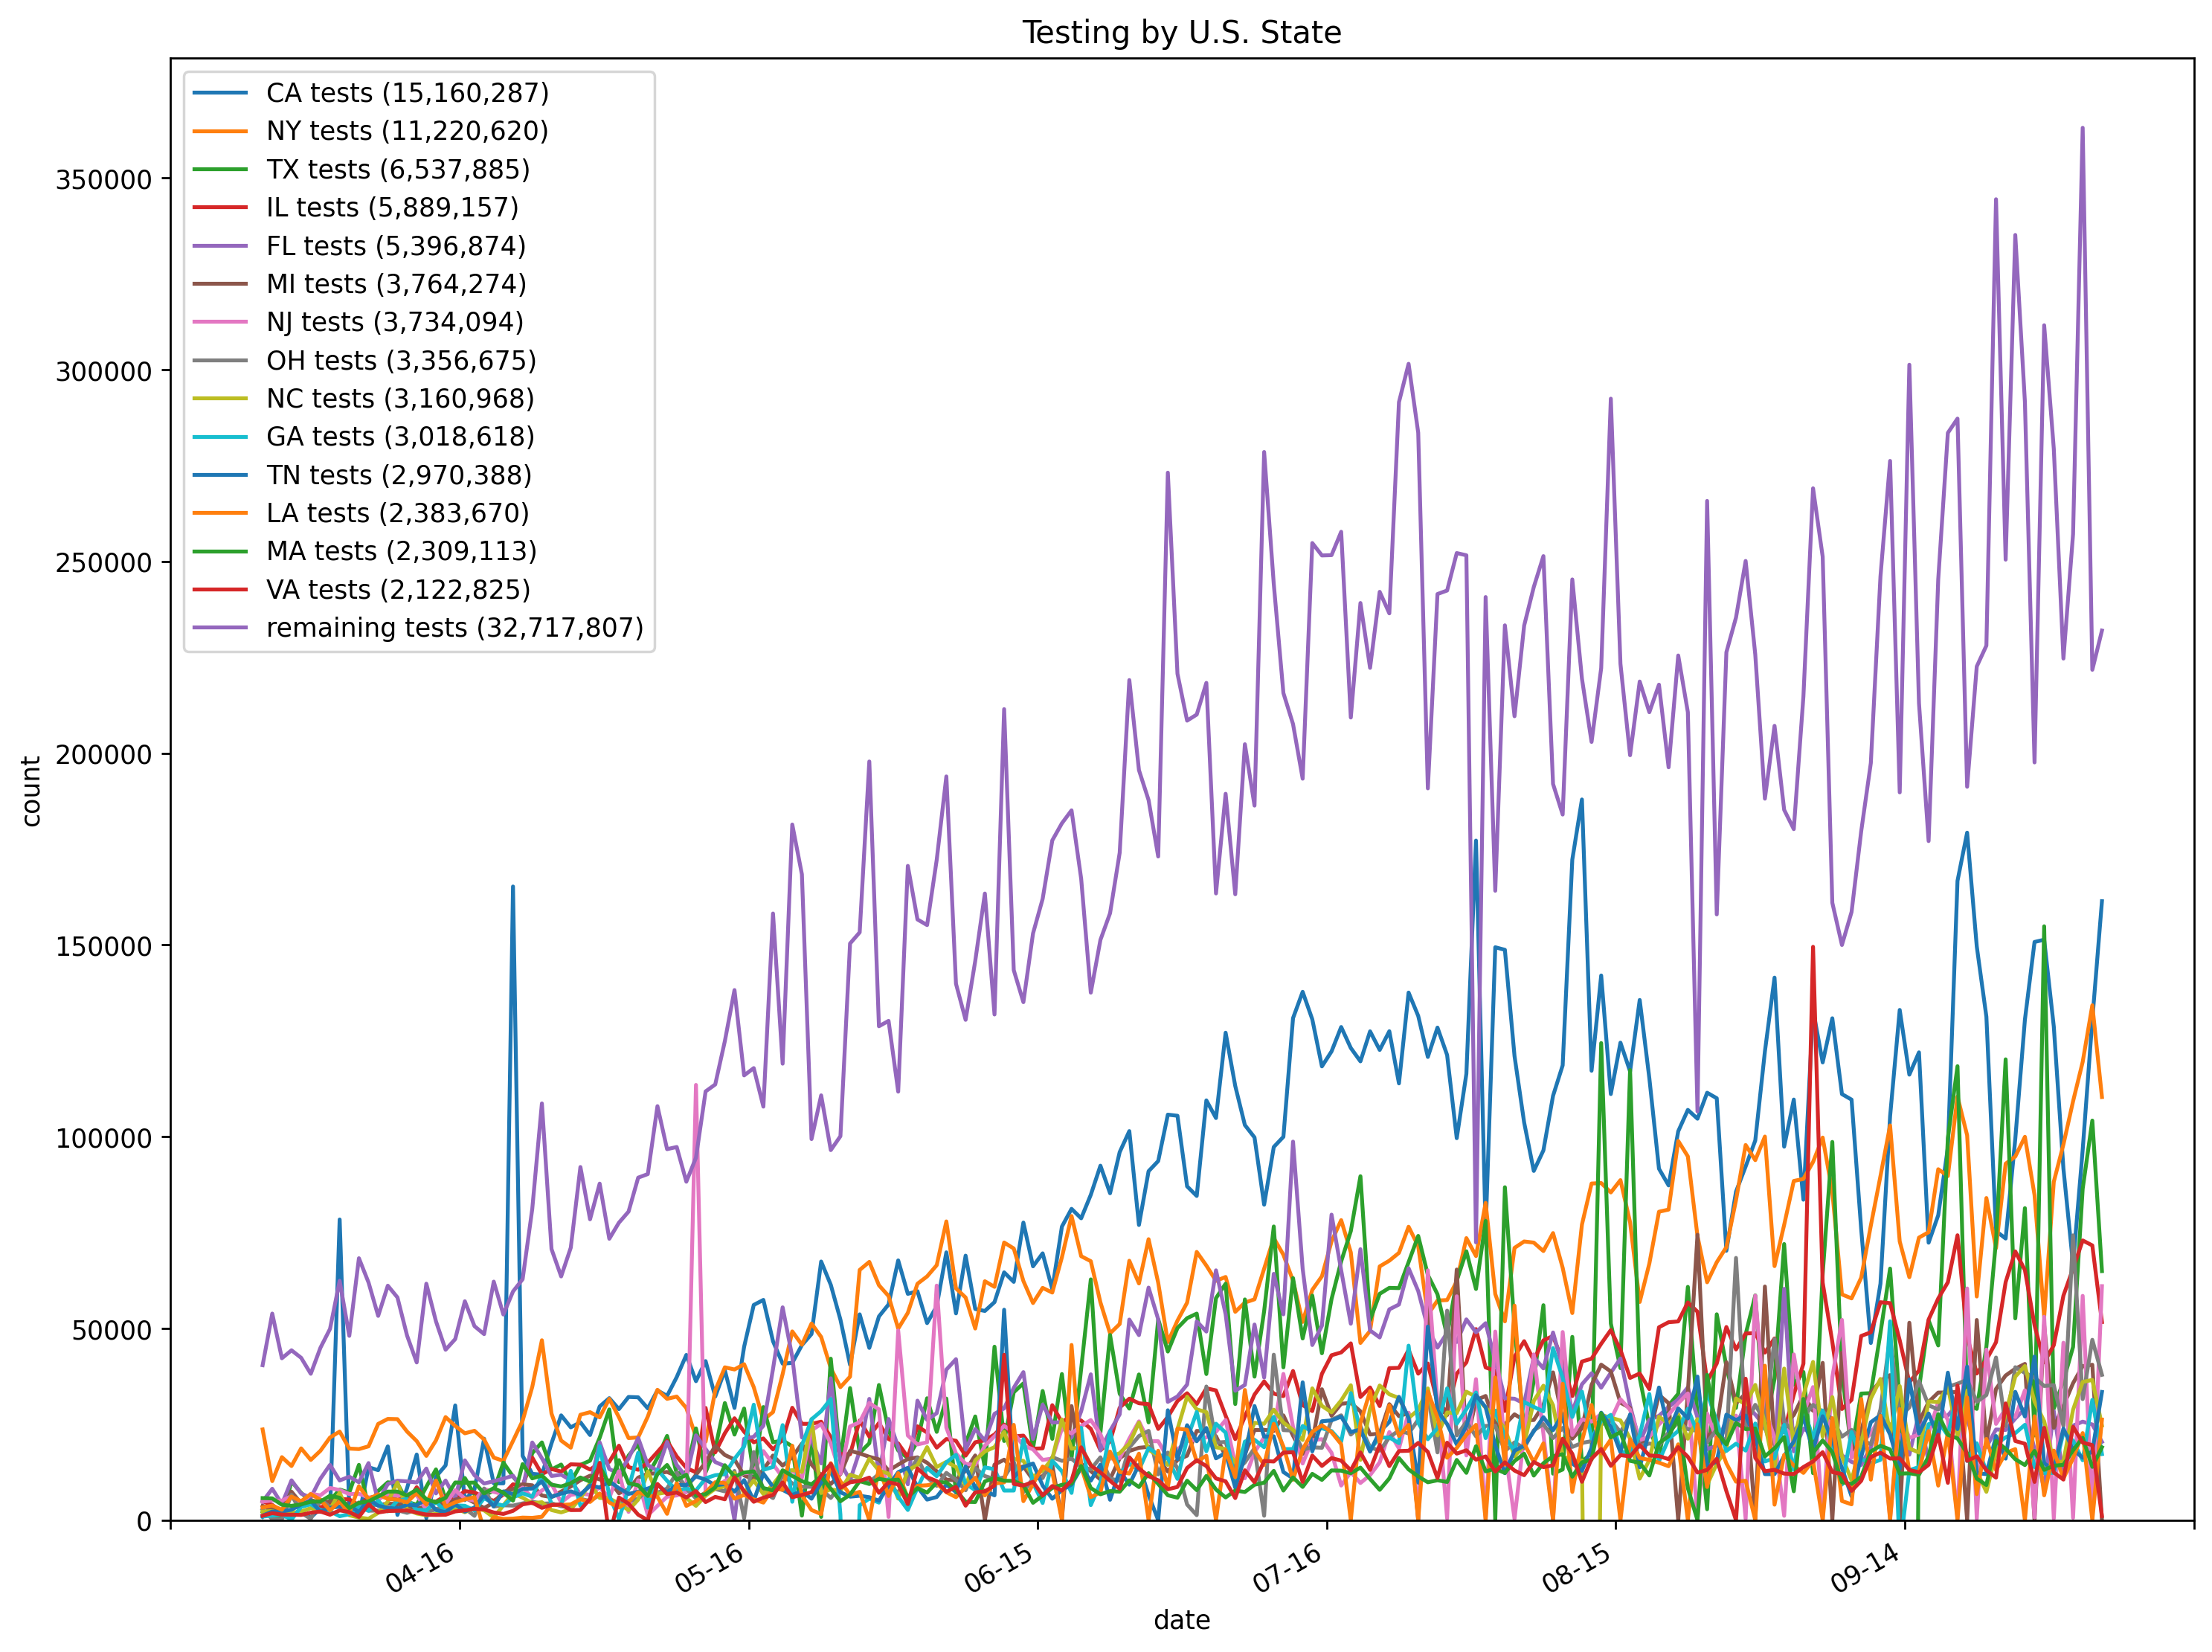 Testing by U.S. State
CA tests (15,160,287)
NY tests (11,220,620)
TX tests (6,537,885)
IL tests (5,889,157)
FL tests (5,396,874)
MI tests (3,764,274)
NJ tests (3,734,094)
OH tests (3,356,675)
NC tests (3,160,968)
GA tests (3,018,618)
TN tests (2,970,388)
LA tests (2,383,670)
MA tests (2,309,113)
VA tests (2,122,825)
remaining tests (32,717,807)
350000
300000
250000
200000
150000
100000
50000
0
count
04-16
05-16
06-15
07-16
08-15
09-14
date